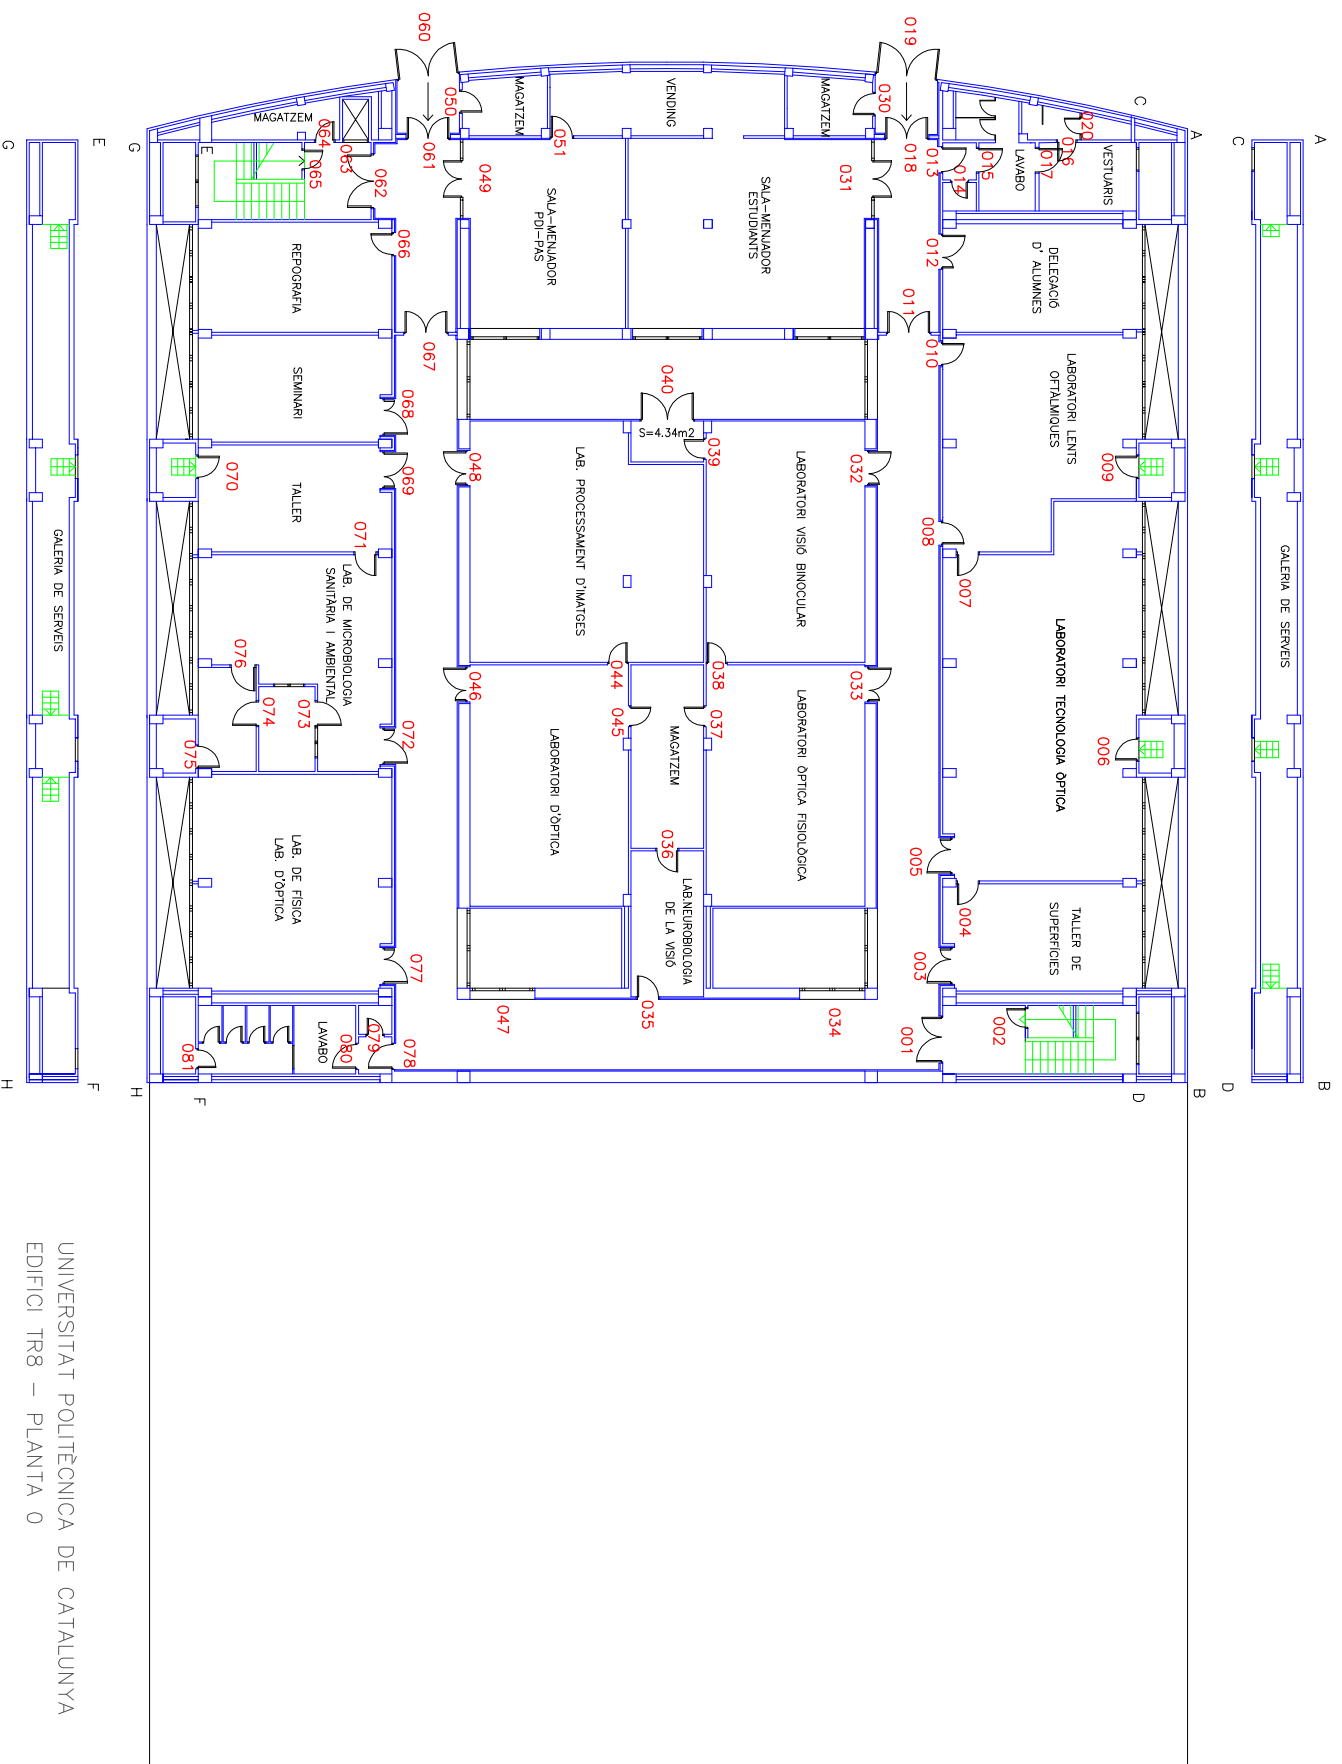 A
C
GALERIA DE SERVEIS
D
B
C
A
020
VESTUARIS
016
017
LAVABO
015
014
013
DELEGACIÓ
D' ALUMNES
012
LABORATORI LENTS
OFTÀLMIQUES
010
009
008
007
LABORATORI TECNOLOGIA ÒPTICA
006
005
004
TALLER DE
SUPERFÍCIES
003
002
001
B
D
019
018
011
030
MAGATZEM
VENDING
MAGATZEM
050
051
031
SALA-MENJADOR
ESTUDIANTS
SALA-MENJADOR
PDI-PAS
049
040
S=4.34m2
039
032
LABORATORI VISIÓ BINOCULAR
LAB. PROCESSAMENT D'IMATGES
048
033
038
037
044
045
046
LABORATORI ÒPTICA FISIOLÒGICA
MAGATZEM
LABORATORI D'ÒPTICA
036
LAB.NEUROBIOLOGIA
DE LA VISIÓ
034
035
047
060
061
067
MAGATZEM
064
063
065
062
066
REPOGRAFIA
SEMINARI
068
069
070
TALLER
071
LAB. DE MICROBIOLOGIA
SANITÀRIA I AMBIENTAL
076
074
073
072
075
LAB. DE FÍSICA
LAB. D'ÒPTICA
077
078
079
080
LAVABO
081
E
G
F
H
E
G
GALERIA DE SERVEIS
F
H
UNIVERSITAT POLITÈCNICA DE CATALUNYA
EDIFICI TR8 – PLANTA 0